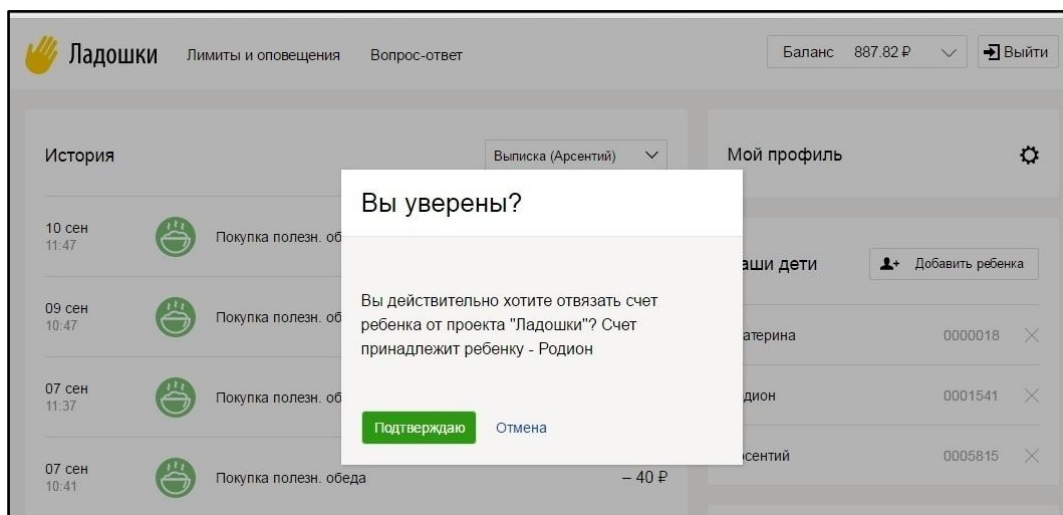 Ладошки Лимиты и оповещения Вопрос-ответ Баланс 887.82 ₽ Выйти
История Выписка (Арсентий) Мой профиль
Вы уверены?
10 сен
11:47
Покупка полезн. об
аши дети Добавить ребенка
Вы действительно хотите отвязать счет
ребенка от проекта "Ладошки"? Счет
принадлежит ребенку - Родион
09 сен
10:47
Покупка полезн. об
атерина 0000018
07 сен
11:37
Покупка полезн. об
дион 0001541
Подтверждаю Отмена
рсентий 0005815
07 сен
10:41
Покупка полезн. обеда – 40 ₽